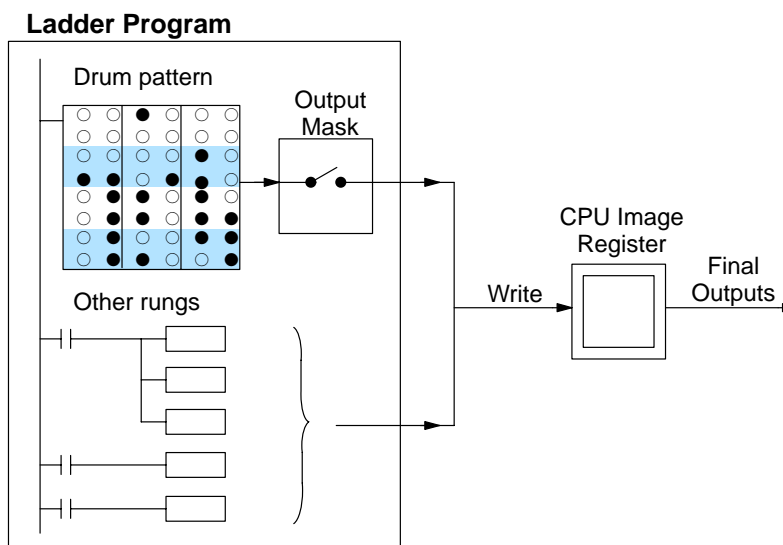 Ladder Program
Drum pattern
Output
Mask
CPU Image
Register
Final
Outputs
Write
Other rungs